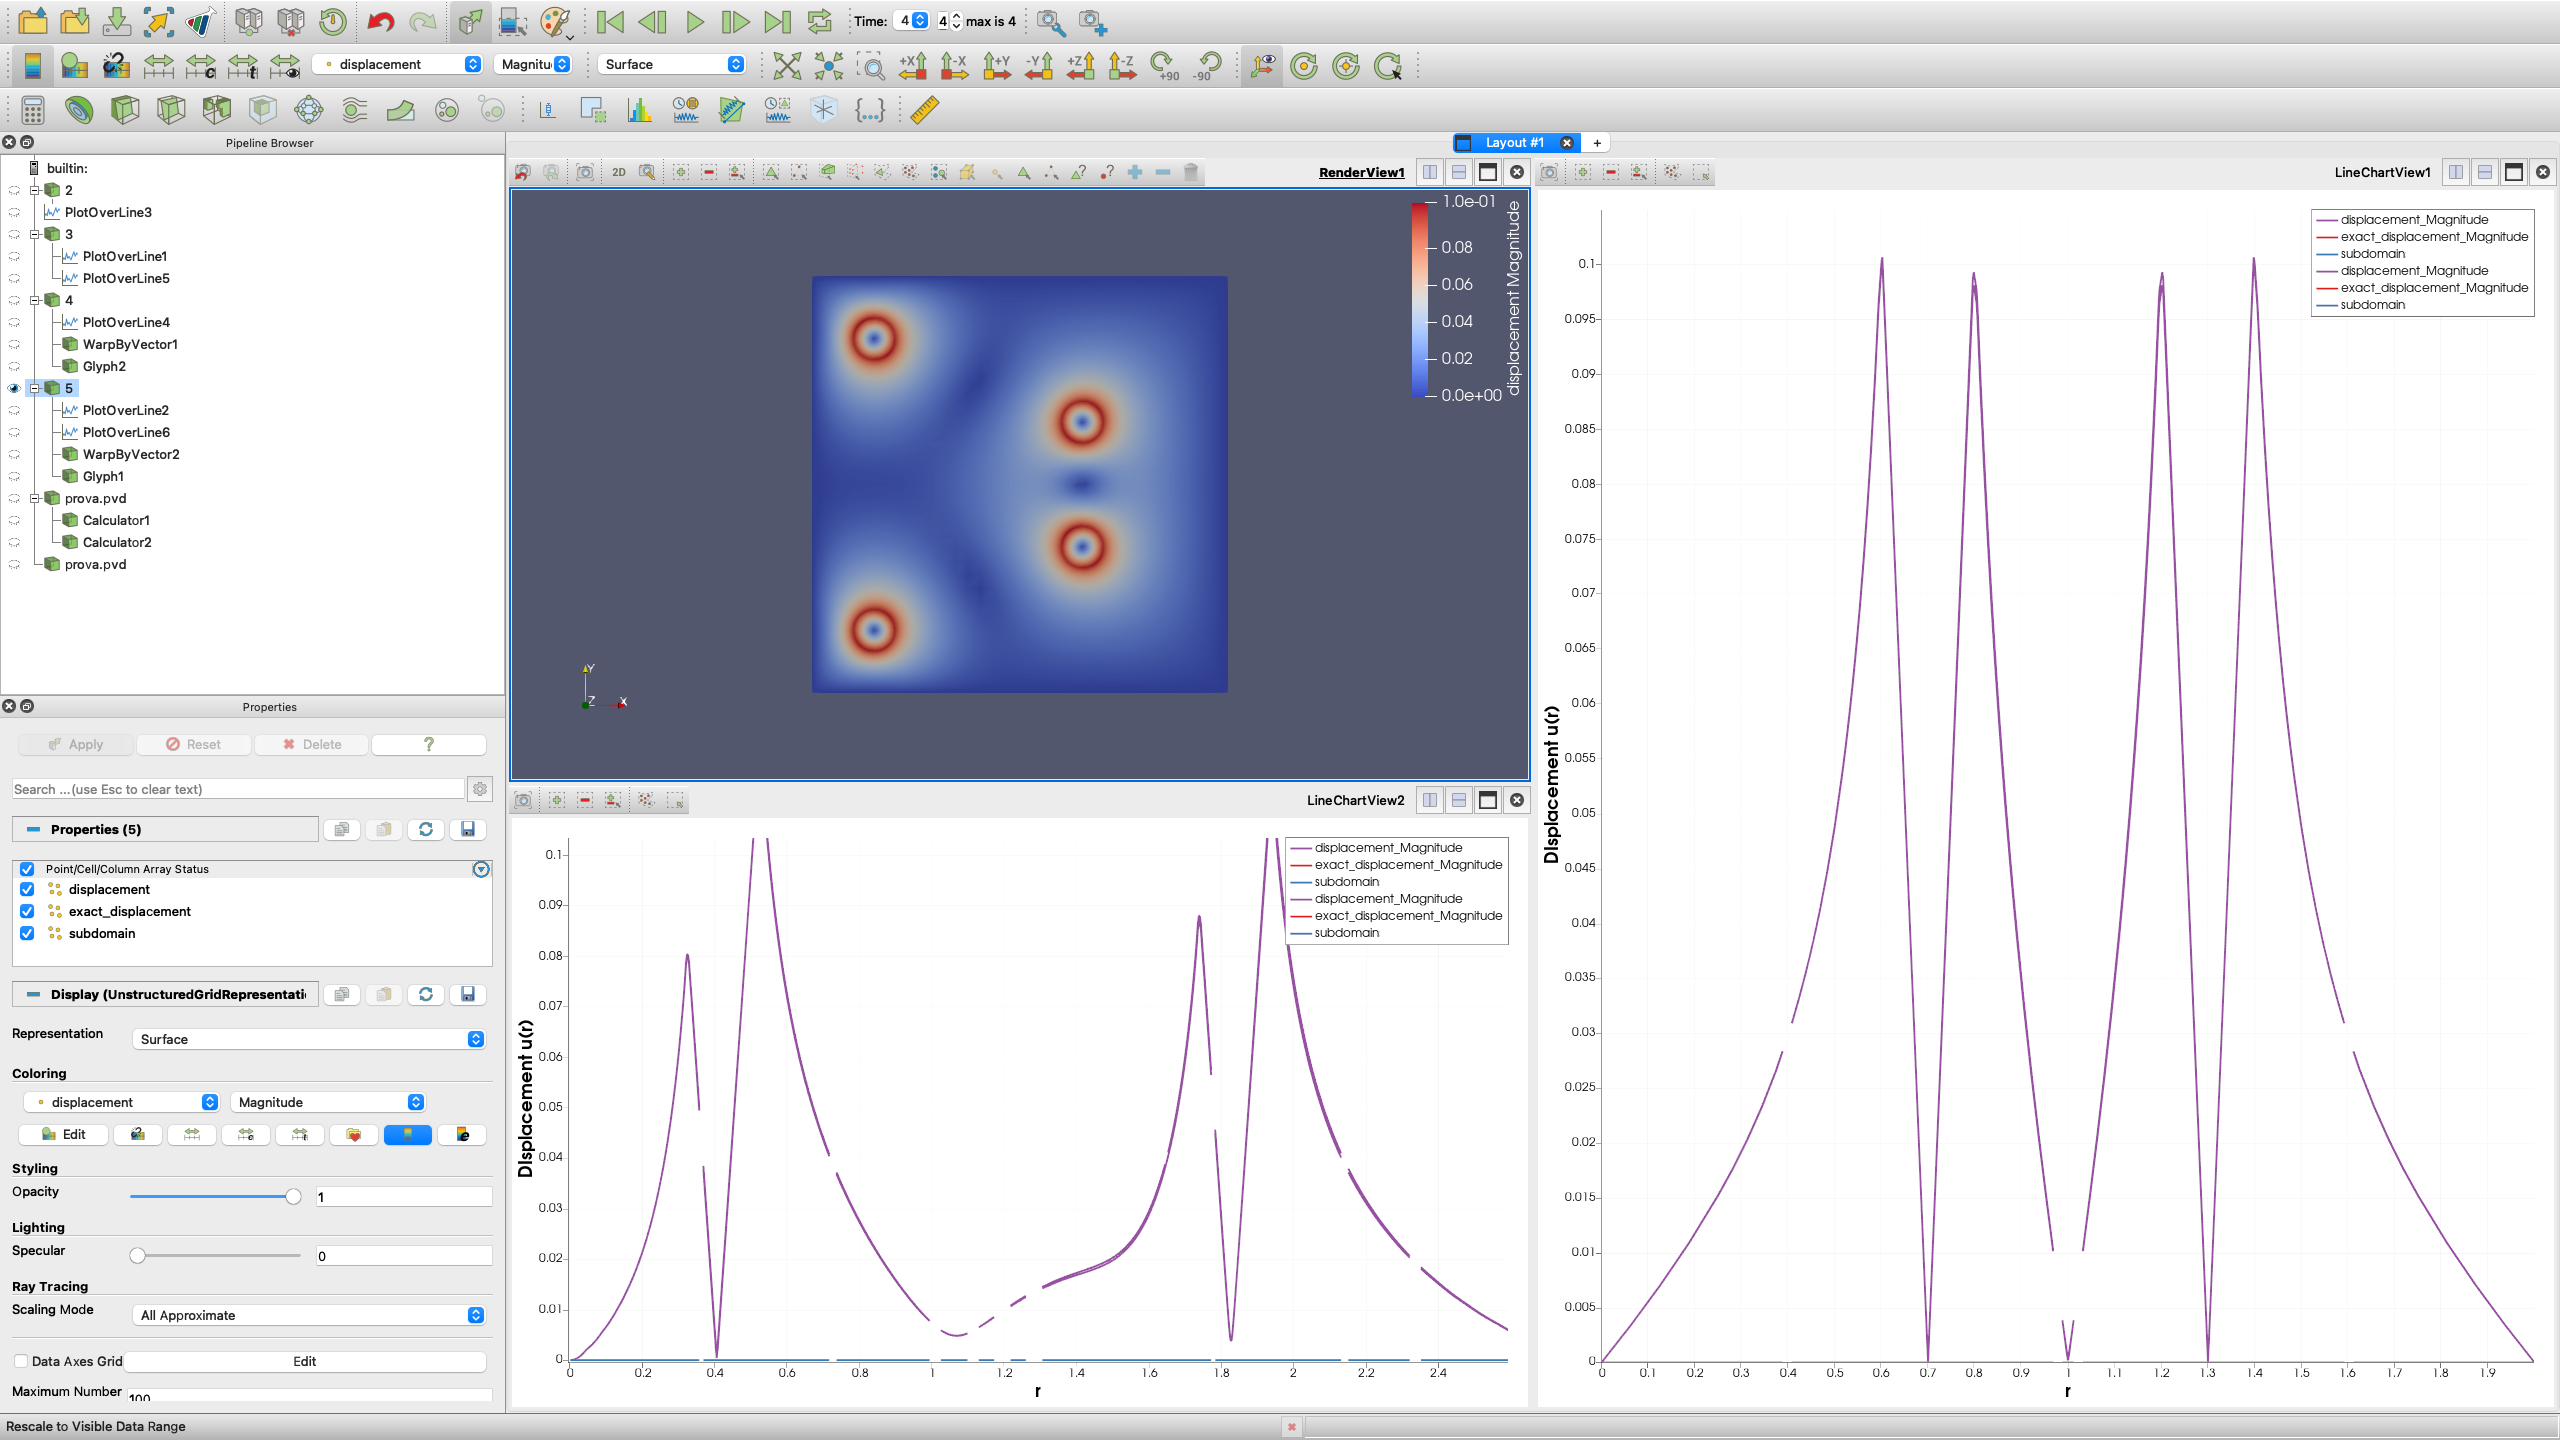 Time: 4 4 max is 4
displacement Magnitu Surface
+X -X +Y -Y +Z -Z +90 -90
Pipeline Browser
builtin:
2
PlotOverLine3
3
PlotOverLine1
PlotOverLine5
4
PlotOverLine4
WarpByVector1
Glyph2
5
PlotOverLine2
PlotOverLine6
WarpByVector2
Glyph1
prova.pvd
Calculator1
Calculator2
prova.pvd
Properties
Apply Reset Delete ?
Search ... (use Esc to clear text)
Properties (5)
Point/Cell/Column Array Status
displacement
exact_displacement
subdomain
Display (UnstructuredGridRepresentati
Representation Surface
Coloring
displacement Magnitude
Edit
Styling
Opacity 1
Lighting
Specular 0
Ray Tracing
Scaling Mode All Approximate
Data Axes Grid Edit
Maximum Number 100
Rescale to Visible Data Range
Layout #1 +
2D RenderView1
1.0e-01
0.08
0.06
0.04
0.02
0.0e+00
displacement Magnitude
Y
Z X
LineChartView2
displacement_Magnitude
exact_displacement_Magnitude
subdomain
displacement_Magnitude
exact_displacement_Magnitude
subdomain
DIsplacement u(r)
0.1
0.09
0.08
0.07
0.06
0.05
0.04
0.03
0.02
0.01
0
0 0.2 0.4 0.6 0.8 1 1.2 1.4 1.6 1.8 2 2.2 2.4
r
LineChartView1
displacement_Magnitude
exact_displacement_Magnitude
subdomain
displacement_Magnitude
exact_displacement_Magnitude
subdomain
DIsplacement u(r)
0.1
0.095
0.09
0.085
0.08
0.075
0.07
0.065
0.06
0.055
0.05
0.045
0.04
0.035
0.03
0.025
0.02
0.015
0.01
0.005
0
0 0.1 0.2 0.3 0.4 0.5 0.6 0.7 0.8 0.9 1 1.1 1.2 1.3 1.4 1.5 1.6 1.7 1.8 1.9
r